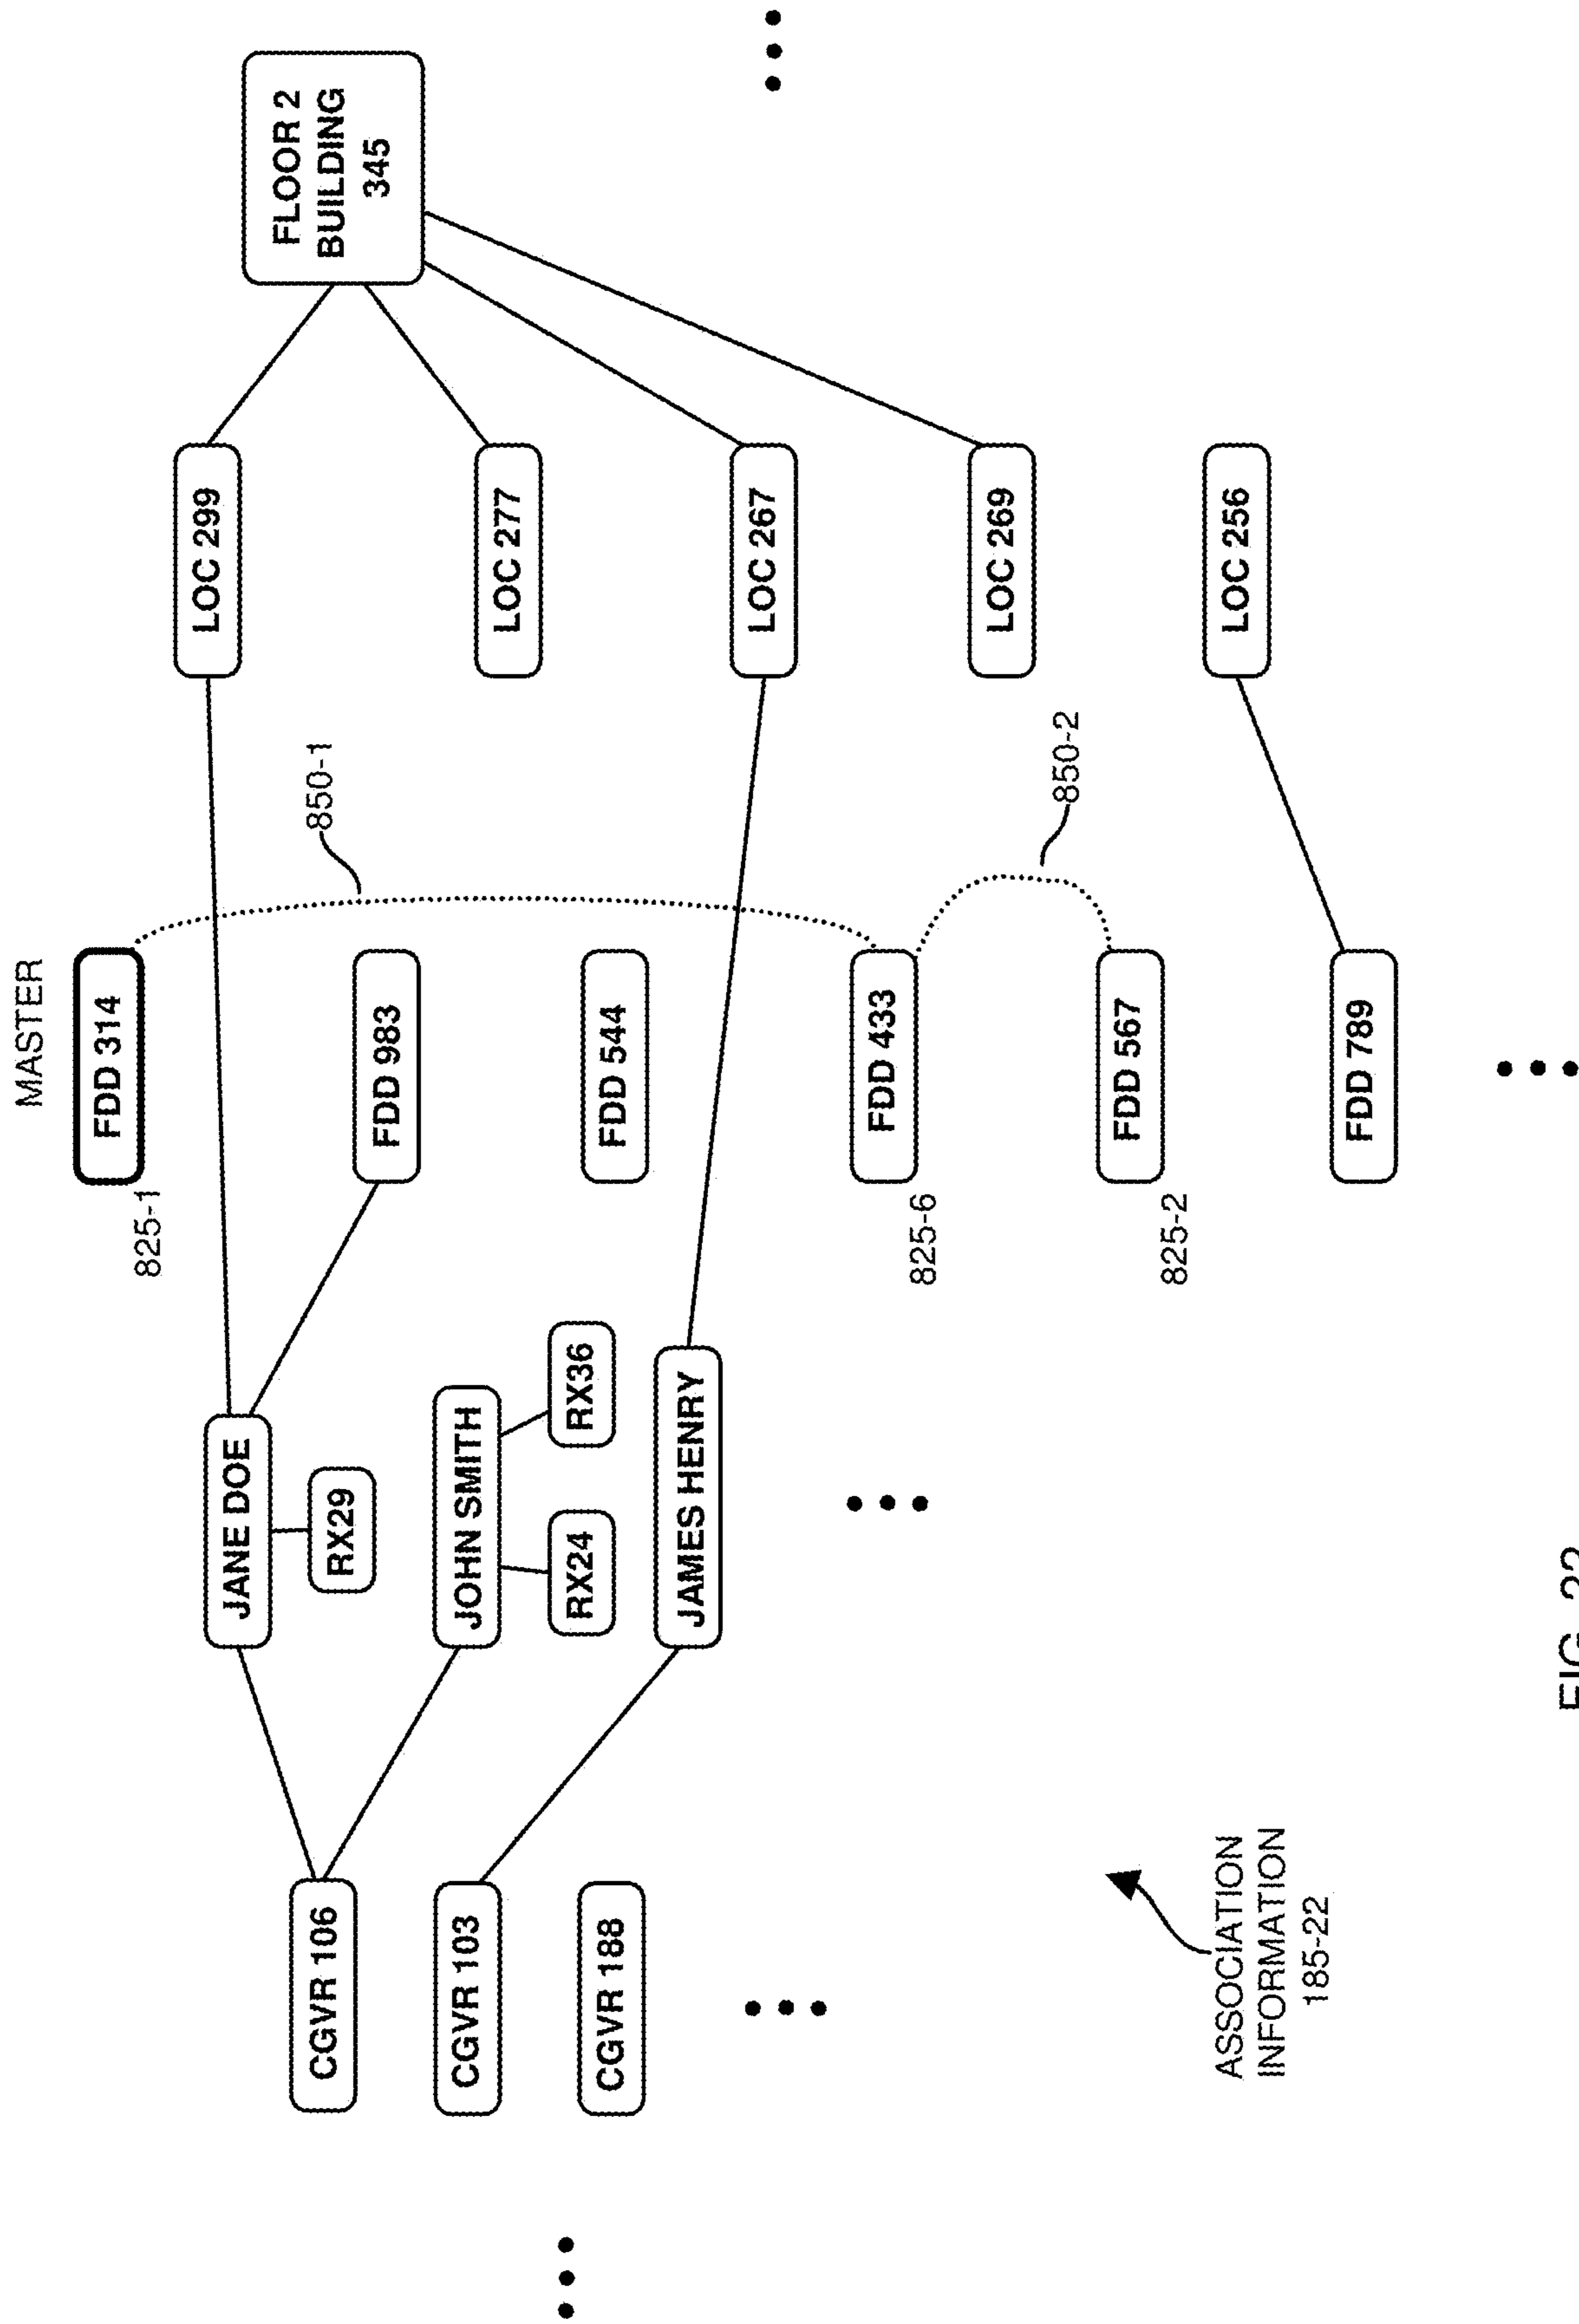 MASTER
FDD 314
825-1
JANE DOE
LOC 299
FLOOR 2
BUILDING
345
CGVR 106
RX29
850-1
FDD 983
JOHN SMITH
CGVR 103
LOC 277
RX24
RX36
CGVR 188
FDD 544
JAMES HENRY
LOC 267
FDD 433
825-6
LOC 269
850-2
FDD 567
825-2
LOC 256
ASSOCIATION
INFORMATION
185-22
FDD 789
FIG. 22